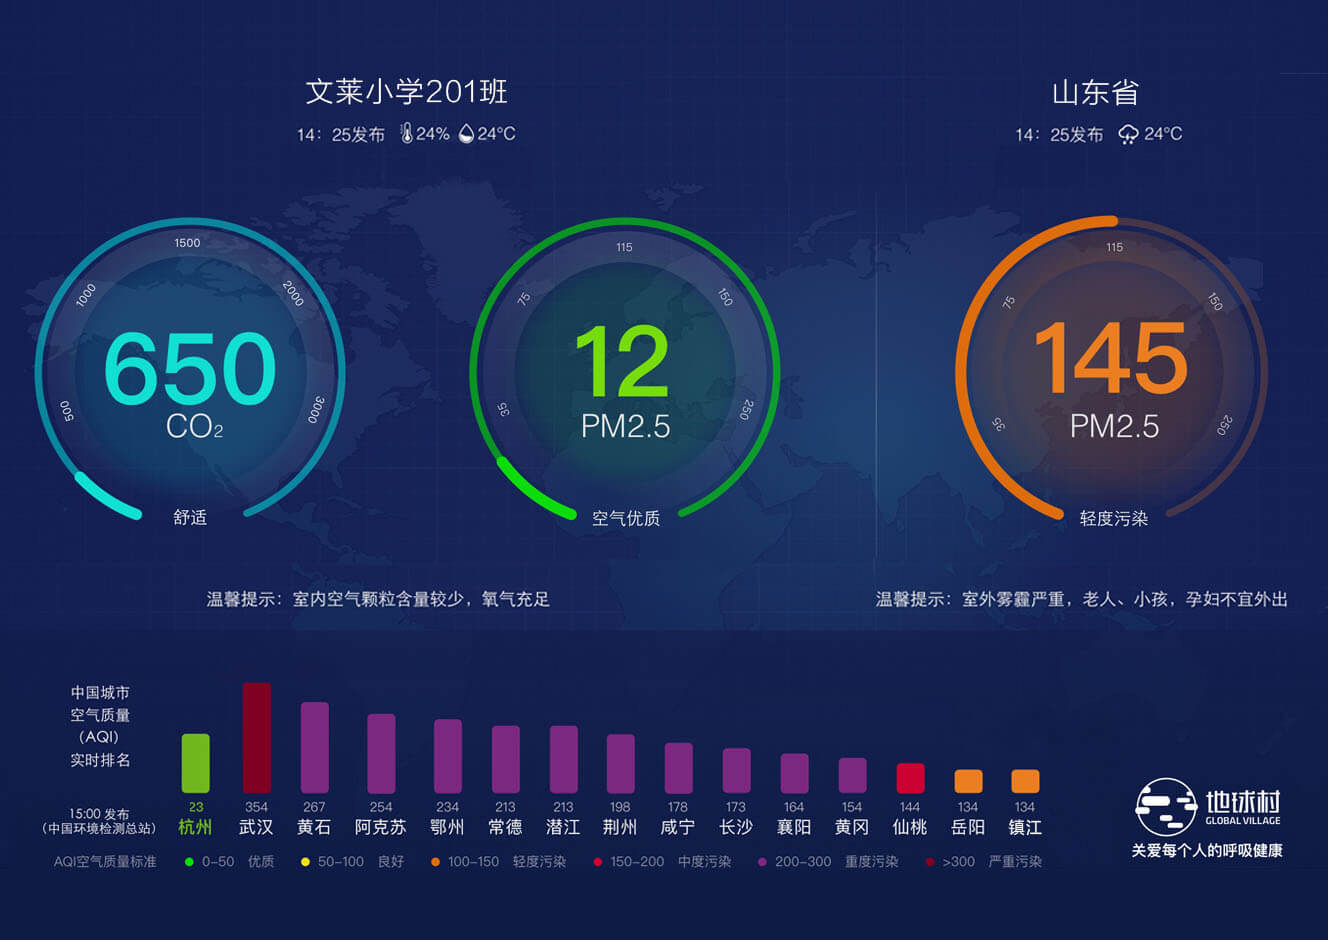 文莱小学201班
14：25发布 24% 24°C
山东省
14：25发布 24°C
1500
1000
2000
500
3000
650
CO₂
舒适
115
75
150
35
250
12
PM2.5
空气优质
115
75
150
35
250
145
PM2.5
轻度污染
温馨提示：室内空气颗粒含量较少，氧气充足
温馨提示：室外雾霾严重，老人、小孩，孕妇不宜外出
中国城市
空气质量
（AQI）
实时排名
15:00 发布
（中国环境检测总站）
23 354 267 254 234 213 213 198 178 173 164 154 144 134 134
杭州 武汉 黄石 阿克苏 鄂州 常德 潜江 荆州 咸宁 长沙 襄阳 黄冈 仙桃 岳阳 镇江
AQI空气质量标准 0-50 优质 50-100 良好 100-150 轻度污染 150-200 中度污染 200-300 重度污染 >300 严重污染
地球村
GLOBAL VILLAGE
关爱每个人的呼吸健康